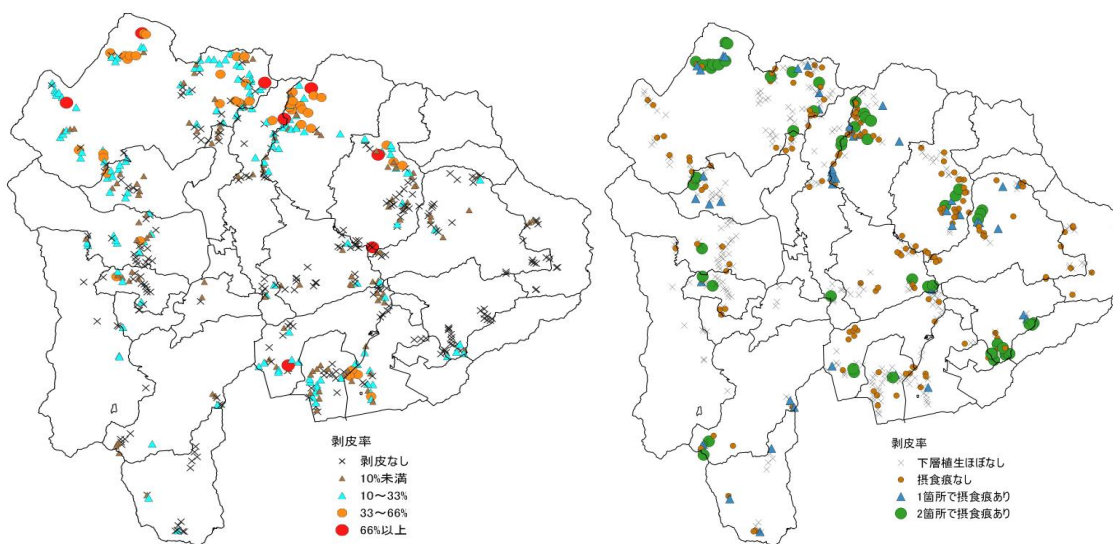 剥皮率
剥皮なし
10%未満
10～33%
33～66%
66%以上
剥皮率
下層植生ほぼなし
摂食痕なし
1箇所で摂食痕あり
2箇所で摂食痕あり